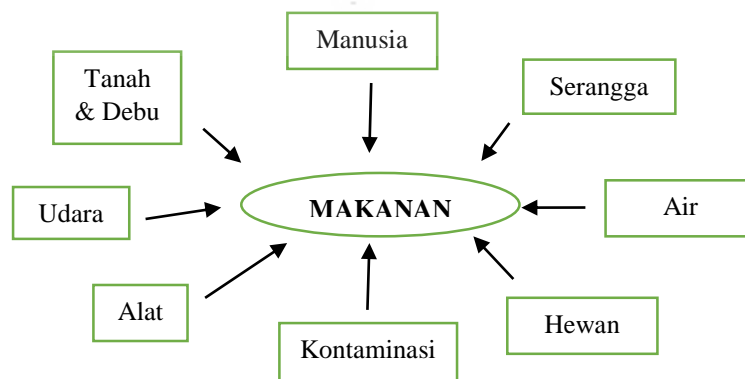 Manusia
Tanah
& Debu
Serangga
Udara
MAKANAN
Air
Alat
Hewan
Kontaminasi